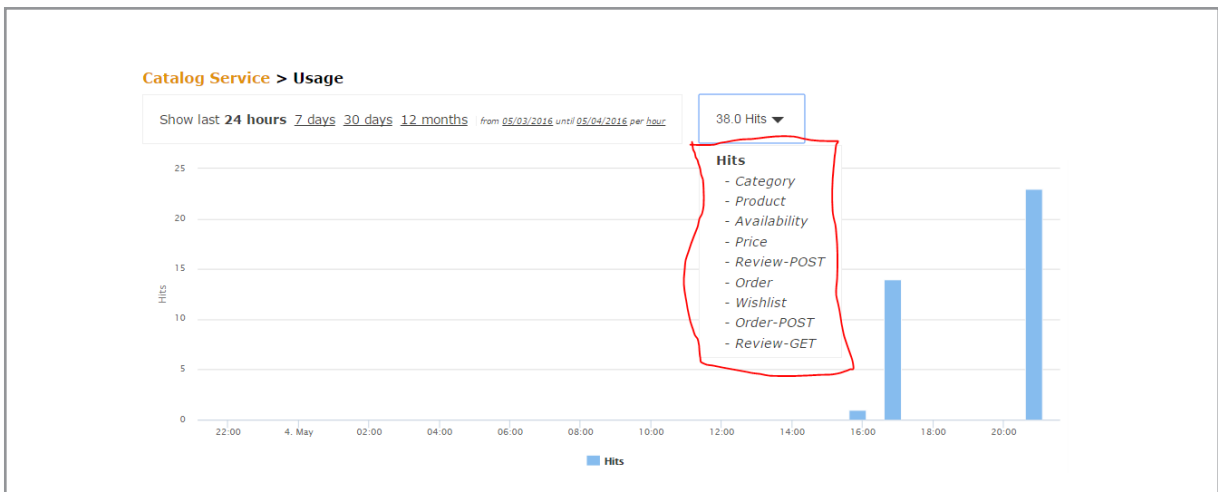 Catalog Service > Usage
Show last 24 hours 7 days 30 days 12 months from 05/03/2016 until 05/04/2016 per hour
38.0 Hits
Hits
- Category
- Product
- Availability
- Price
- Review-POST
- Order
- Wishlist
- Order-POST
- Review-GET
25
20
15
10
5
0
Hits
22:00 4. May 02:00 04:00 06:00 08:00 10:00 12:00 14:00 16:00 18:00 20:00
Hits